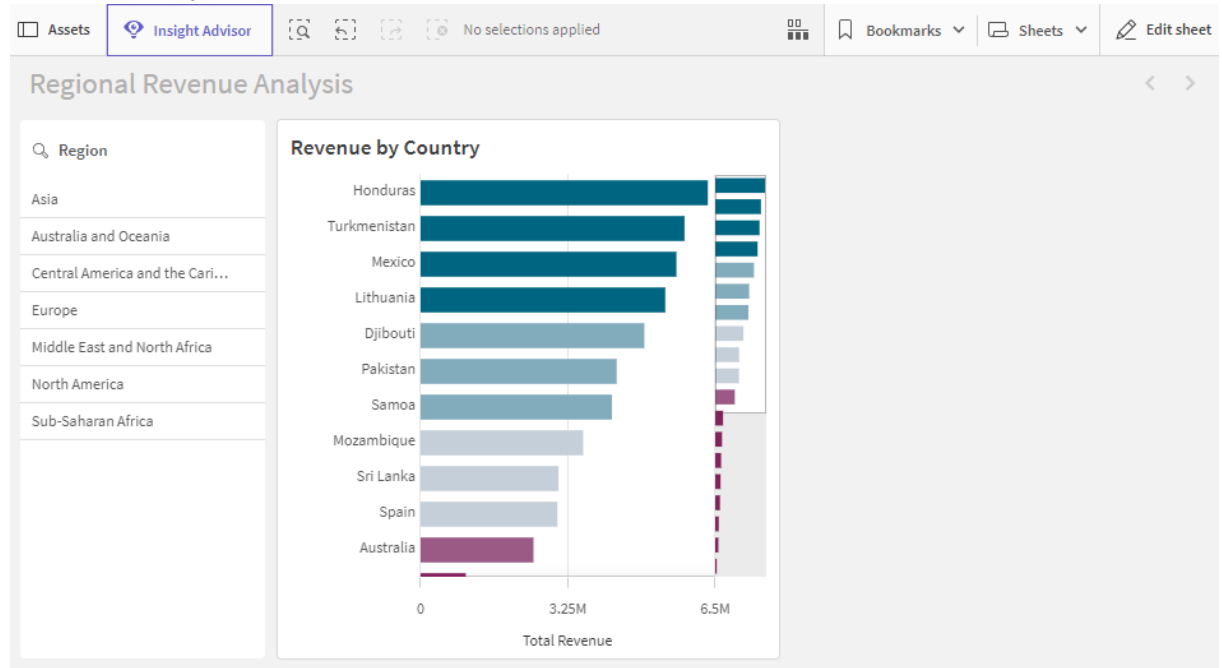 Assets
Insight Advisor
No selections applied
Bookmarks
Sheets
Edit sheet
Regional Revenue Analysis
Region
Asia
Australia and Oceania
Central America and the Cari...
Europe
Middle East and North Africa
North America
Sub-Saharan Africa
Revenue by Country
Honduras
Turkmenistan
Mexico
Lithuania
Djibouti
Pakistan
Samoa
Mozambique
Sri Lanka
Spain
Australia
0 3.25M 6.5M
Total Revenue